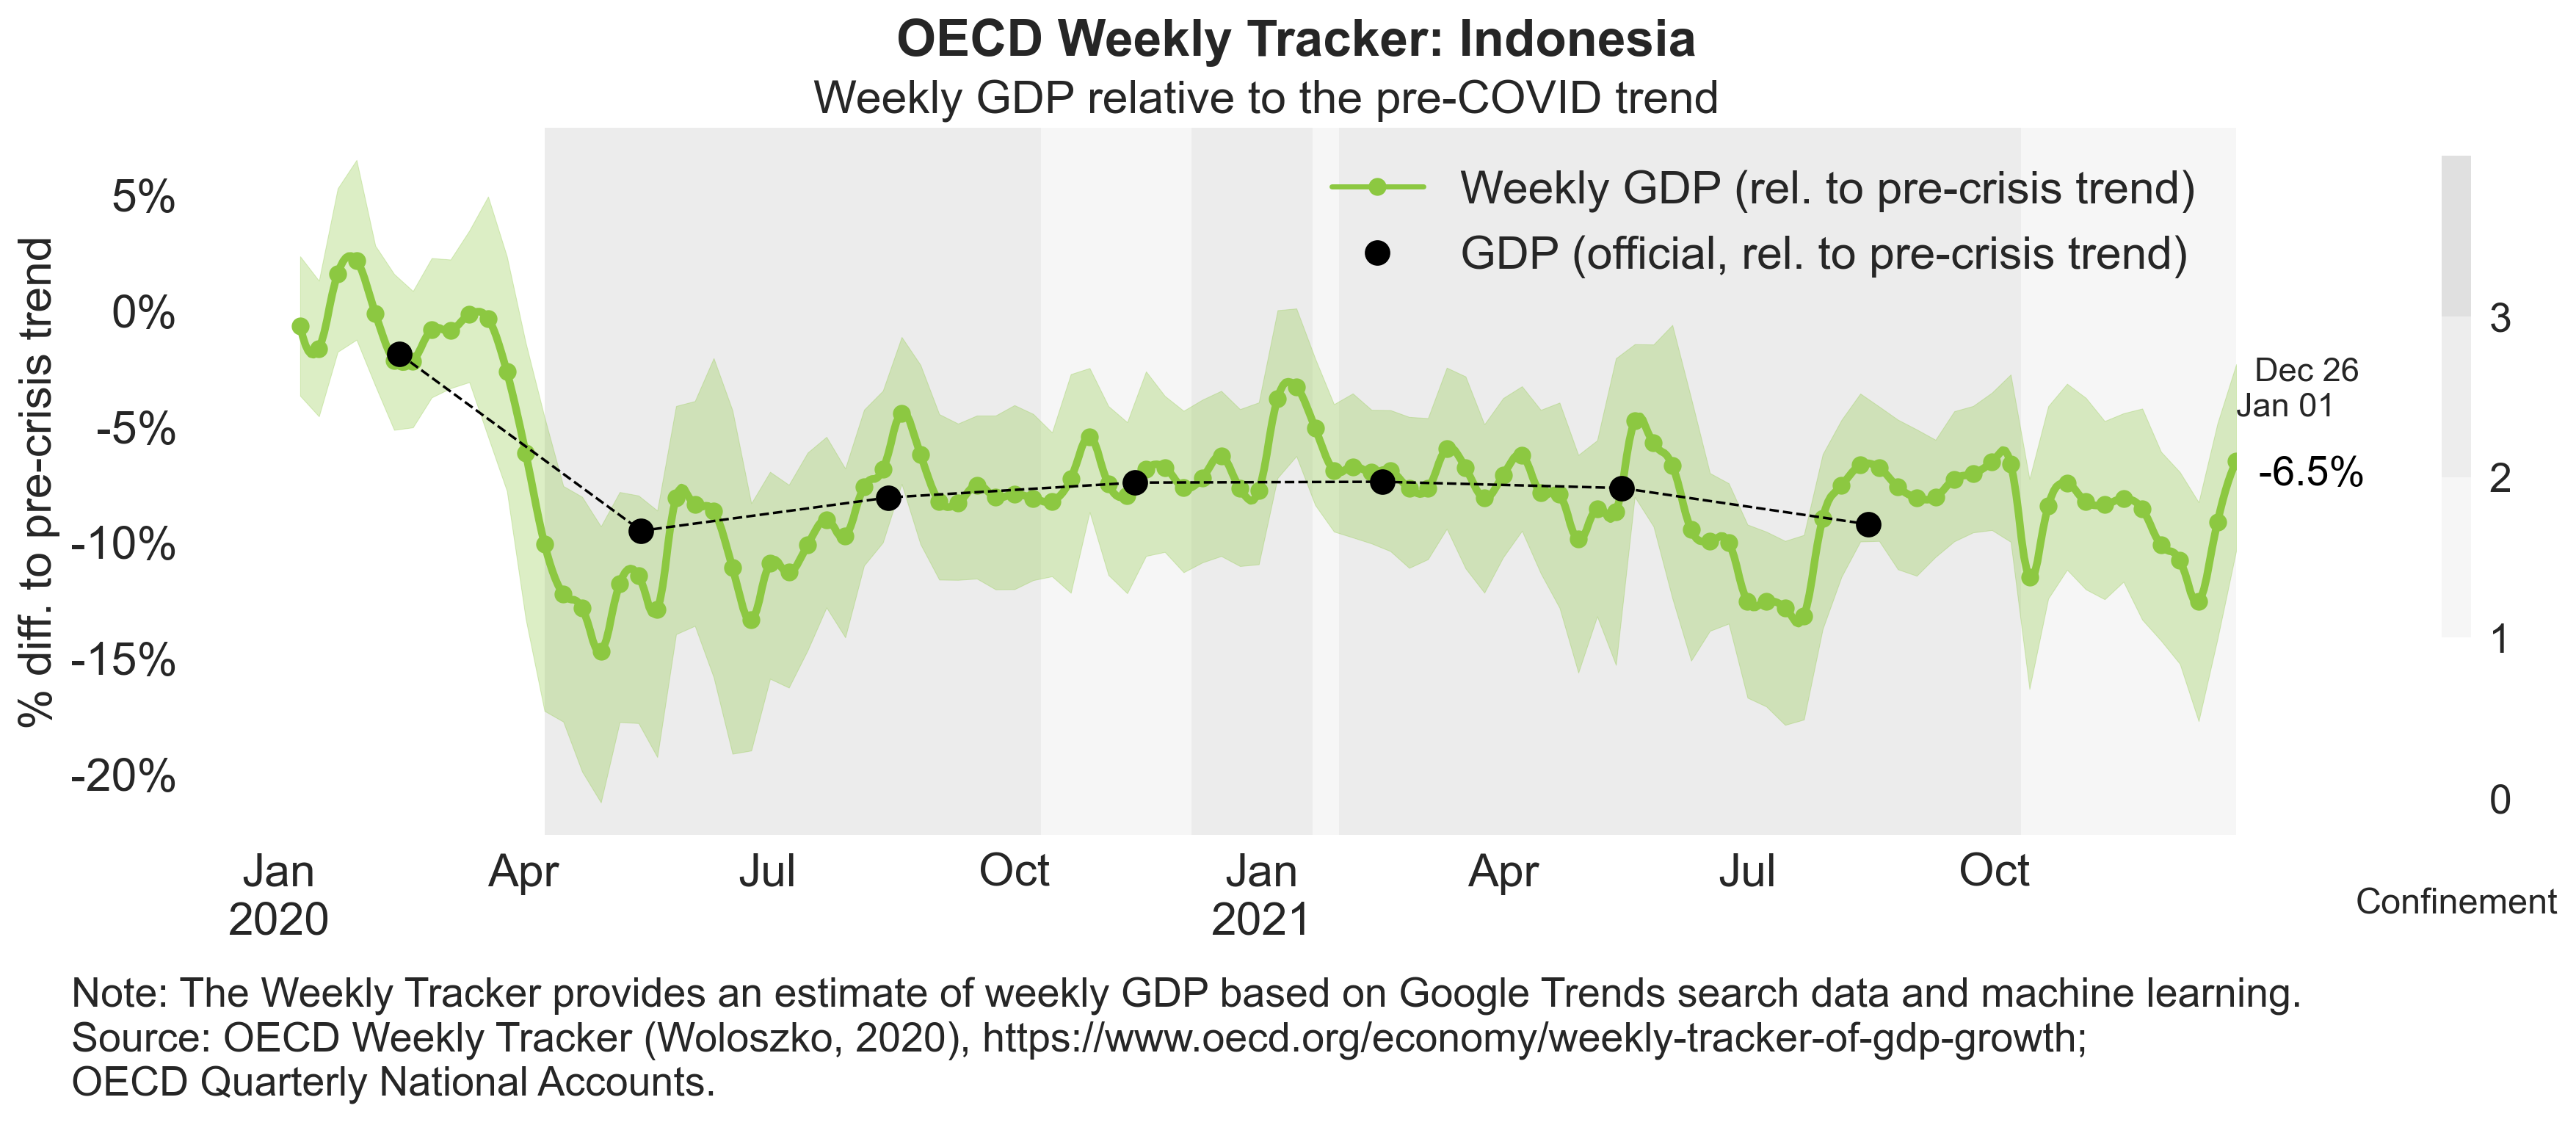 OECD Weekly Tracker: Indonesia
Weekly GDP relative to the pre-COVID trend
% diff. to pre-crisis trend
5%
0%
-5%
-10%
-15%
-20%
Weekly GDP (rel. to pre-crisis trend)
GDP (official, rel. to pre-crisis trend)
Dec 26
Jan 01
-6.5%
3
2
1
0
Confinement
Jan Apr Jul Oct Jan Apr Jul Oct
2020 2021
Note: The Weekly Tracker provides an estimate of weekly GDP based on Google Trends search data and machine learning.
Source: OECD Weekly Tracker (Woloszko, 2020), https://www.oecd.org/economy/weekly-tracker-of-gdp-growth;
OECD Quarterly National Accounts.